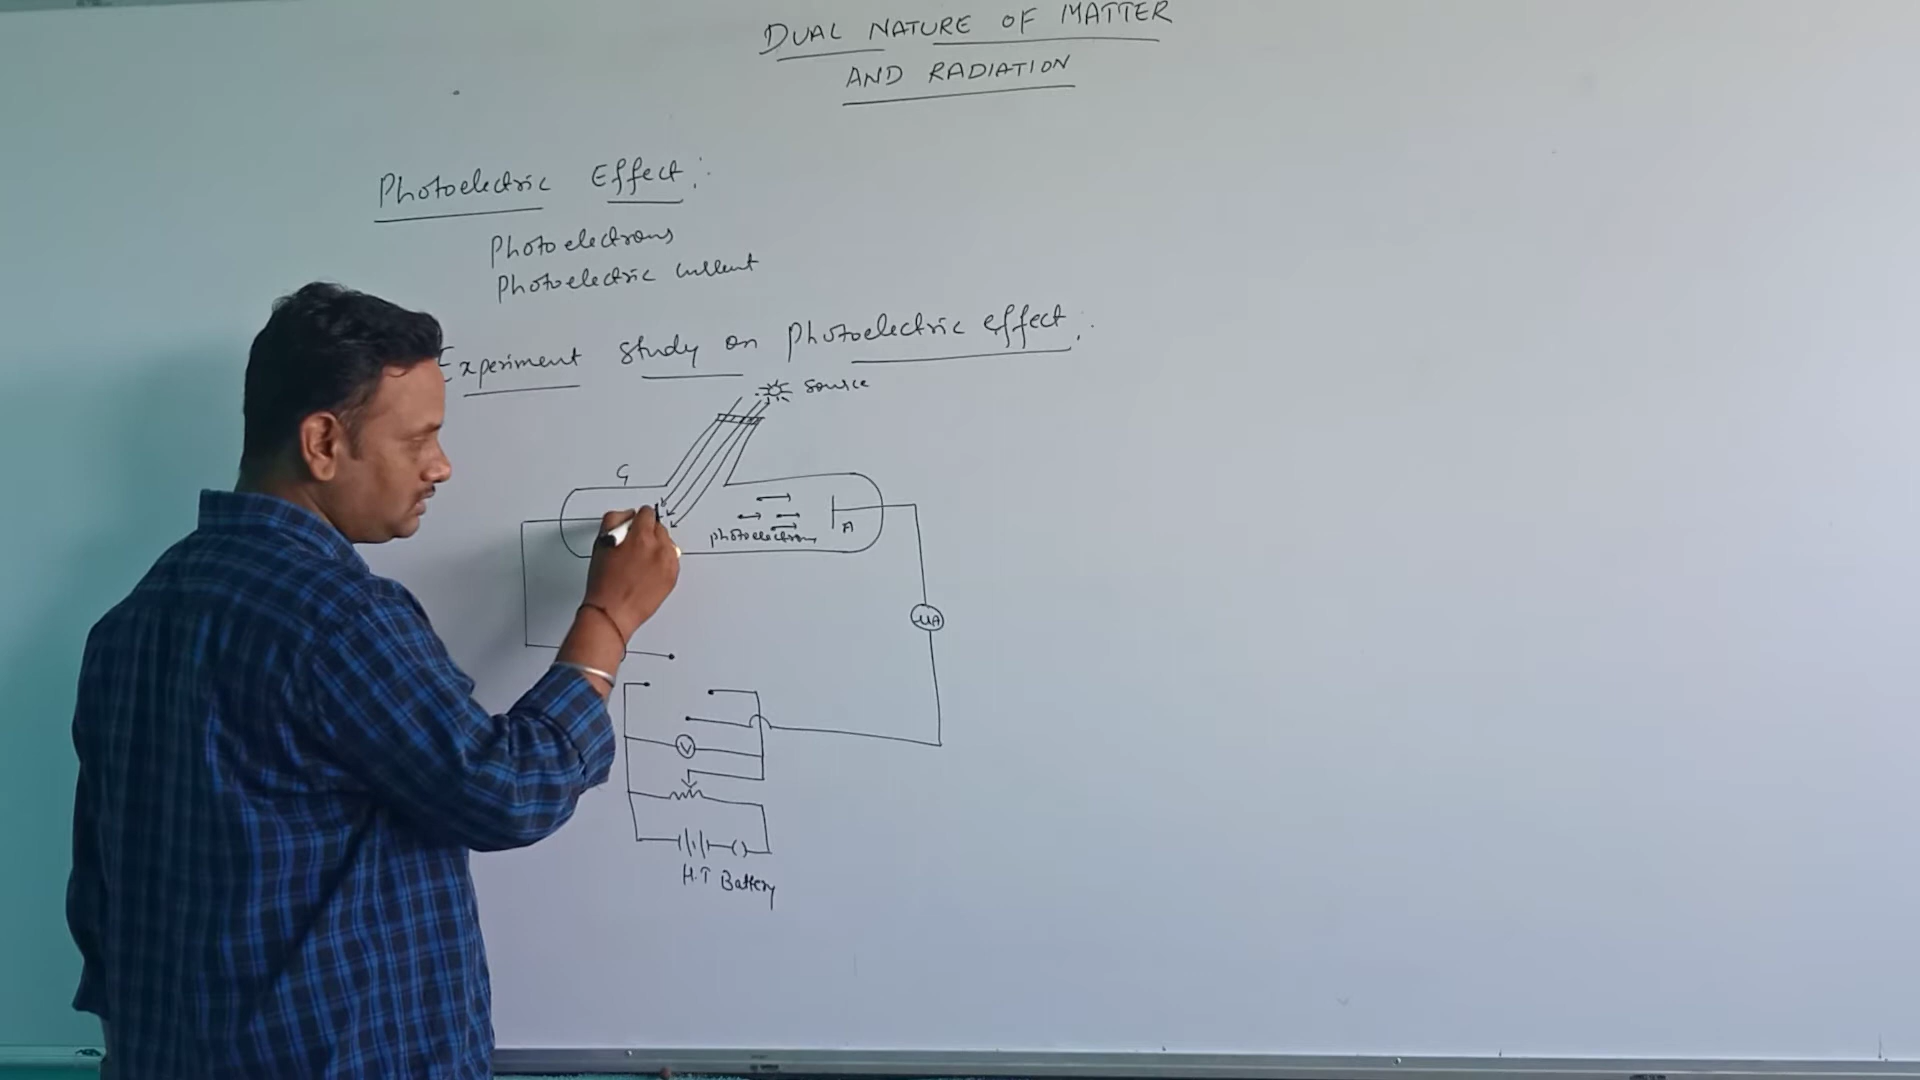 DUAL NATURE OF MATTER
AND RADIATION
Photoelectric Effect:
Photoelectrons
Photoelectric current
Experiment study on photoelectric effect:
Source
G
photoelectrons
A
μA
V
H.T Battery